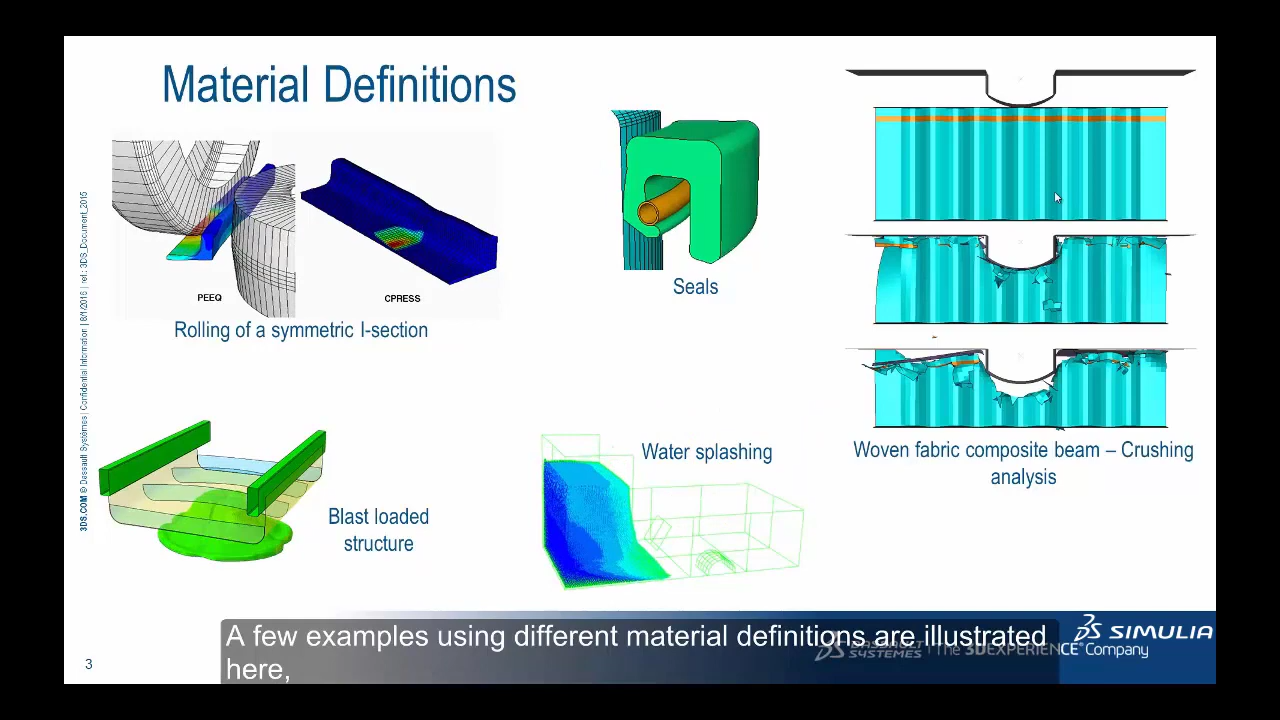 Material Definitions
PEEQ
CPRESS
Rolling of a symmetric I-section
Seals
Woven fabric composite beam – Crushing
analysis
Blast loaded
structure
Water splashing
3DS.COM © Dassault Systèmes | Confidential Information | 8/1/2016 | ref.: 3DS_Document_2015
3
A few examples using different material definitions are illustrated
here,
DASSAULT
SYSTEMES | The 3DEXPERIENCE® Company
SIMULIA